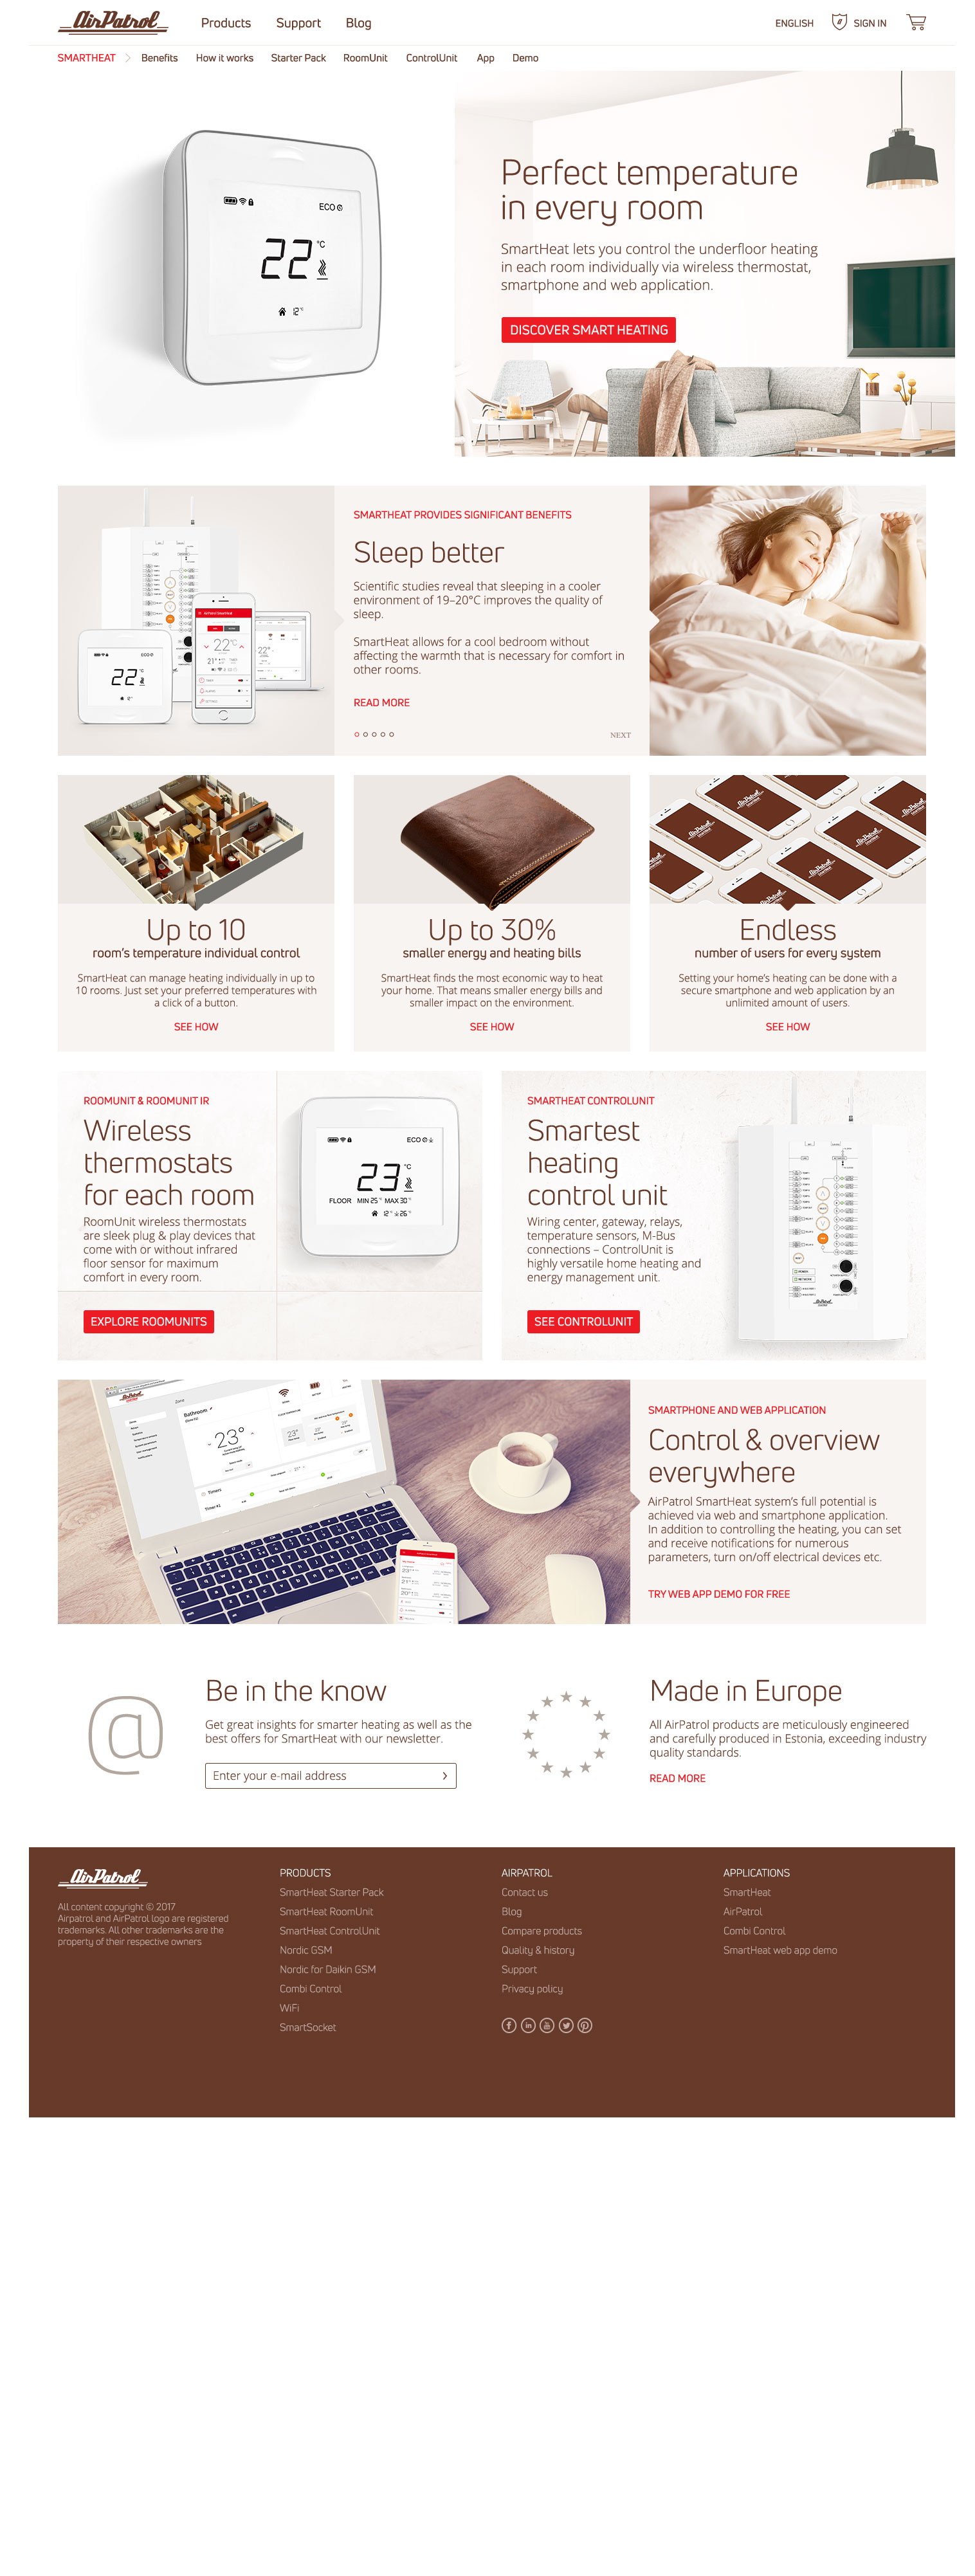 AirPatrol
Products Support Blog
ENGLISH SIGN IN
SMARTHEAT Benefits How it works Starter Pack RoomUnit ControlUnit App Demo
ECO
22 °C
12 °C
Perfect temperature
in every room
SmartHeat lets you control the underfloor heating
in each room individually via wireless thermostat,
smartphone and web application.
DISCOVER SMART HEATING
ECO
22
22°C
21°
22°
SMARTHEAT PROVIDES SIGNIFICANT BENEFITS
Sleep better
Scientific studies reveal that sleeping in a cooler
environment of 19–20°C improves the quality of
sleep.
SmartHeat allows for a cool bedroom without
affecting the warmth that is necessary for comfort in
other rooms.
READ MORE
NEXT
AirPatrol
AirPatrol
AirPatrol
AirPatrol
AirPatrol
Up to 10
room's temperature individual control
SmartHeat can manage heating individually in up to
10 rooms. Just set your preferred temperatures with
a click of a button.
SEE HOW
Up to 30%
smaller energy and heating bills
SmartHeat finds the most economic way to heat
your home. That means smaller energy bills and
smaller impact on the environment.
SEE HOW
Endless
number of users for every system
Setting your home's heating can be done with a
secure smartphone and web application by an
unlimited amount of users.
SEE HOW
ROOMUNIT & ROOMUNIT IR
Wireless
thermostats
for each room
RoomUnit wireless thermostats
are sleek plug & play devices that
come with or without infrared
floor sensor for maximum
comfort in every room.
EXPLORE ROOMUNITS
ECO
23 °C
FLOOR MIN 25 °C MAX 30 °C
12 °C 26 °C
SMARTHEAT CONTROLUNIT
Smartest
heating
control unit
Wiring center, gateway, relays,
temperature sensors, M-Bus
connections – ControlUnit is
highly versatile home heating and
energy management unit.
SEE CONTROLUNIT
AirPatrol
AirPatrol
Zone
Bathroom
23°
23°
Timers
Timer #1
SMARTPHONE AND WEB APPLICATION
Control & overview
everywhere
AirPatrol SmartHeat system's full potential is
achieved via web and smartphone application.
In addition to controlling the heating, you can set
and receive notifications for numerous
parameters, turn on/off electrical devices etc.
TRY WEB APP DEMO FOR FREE
@
Be in the know
Get great insights for smarter heating as well as the
best offers for SmartHeat with our newsletter.
Enter your e-mail address
Made in Europe
All AirPatrol products are meticulously engineered
and carefully produced in Estonia, exceeding industry
quality standards.
READ MORE
AirPatrol
All content copyright © 2017
Airpatrol and AirPatrol logo are registered
trademarks. All other trademarks are the
property of their respective owners
PRODUCTS
SmartHeat Starter Pack
SmartHeat RoomUnit
SmartHeat ControlUnit
Nordic GSM
Nordic for Daikin GSM
Combi Control
WiFi
SmartSocket
AIRPATROL
Contact us
Blog
Compare products
Quality & history
Support
Privacy policy
APPLICATIONS
SmartHeat
AirPatrol
Combi Control
SmartHeat web app demo